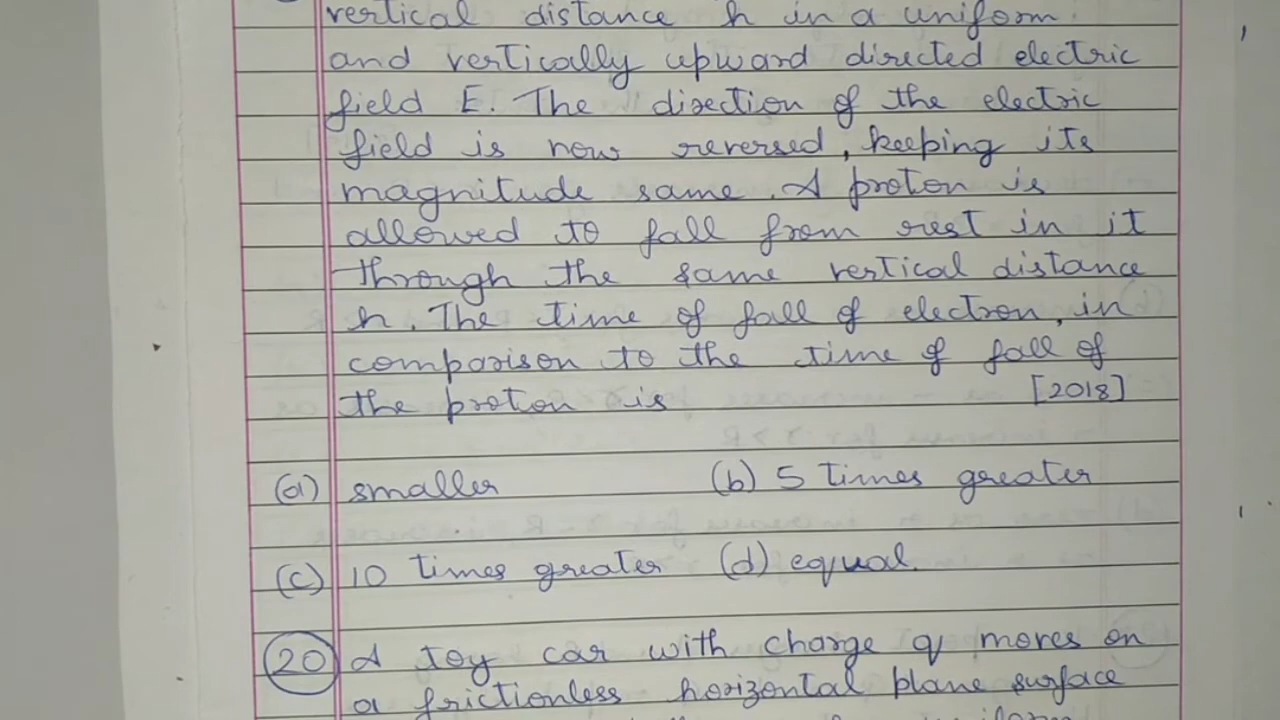 vertical distance h in a uniform
and vertically upward directed electric
field E. The direction of the electric
field is now reversed, keeping its
magnitude same. A proton is
allowed to fall from rest in it
through the same vertical distance
h. The time of fall of electron, in
comparison to the time of fall of
the proton is [2018]
(a) smaller (b) 5 times greater
(c) 10 times greater (d) equal.
20 A toy car with charge q moves on
a frictionless horizontal plane surface